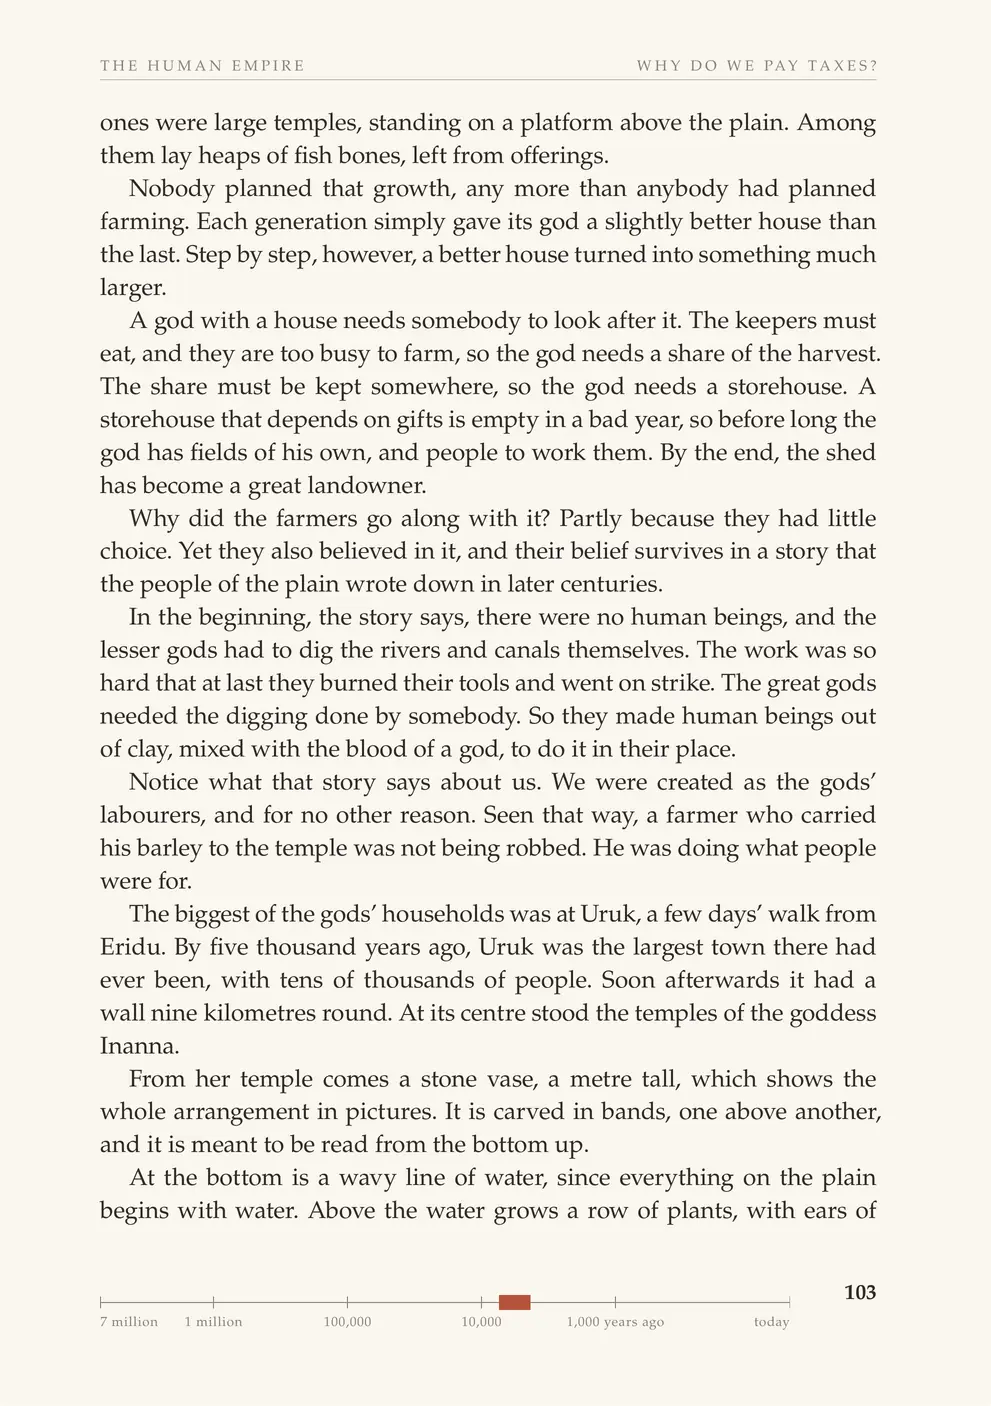 THE HUMAN EMPIRE
WHY DO WE PAY TAXES?
ones were large temples, standing on a platform above the plain. Among
them lay heaps of fish bones, left from offerings.
Nobody planned that growth, any more than anybody had planned
farming. Each generation simply gave its god a slightly better house than
the last. Step by step, however, a better house turned into something much
larger.
A god with a house needs somebody to look after it. The keepers must
eat, and they are too busy to farm, so the god needs a share of the harvest.
The share must be kept somewhere, so the god needs a storehouse. A
storehouse that depends on gifts is empty in a bad year, so before long the
god has fields of his own, and people to work them. By the end, the shed
has become a great landowner.
Why did the farmers go along with it? Partly because they had little
choice. Yet they also believed in it, and their belief survives in a story that
the people of the plain wrote down in later centuries.
In the beginning, the story says, there were no human beings, and the
lesser gods had to dig the rivers and canals themselves. The work was so
hard that at last they burned their tools and went on strike. The great gods
needed the digging done by somebody. So they made human beings out
of clay, mixed with the blood of a god, to do it in their place.
Notice what that story says about us. We were created as the gods’
labourers, and for no other reason. Seen that way, a farmer who carried
his barley to the temple was not being robbed. He was doing what people
were for.
The biggest of the gods’ households was at Uruk, a few days’ walk from
Eridu. By five thousand years ago, Uruk was the largest town there had
ever been, with tens of thousands of people. Soon afterwards it had a
wall nine kilometres round. At its centre stood the temples of the goddess
Inanna.
From her temple comes a stone vase, a metre tall, which shows the
whole arrangement in pictures. It is carved in bands, one above another,
and it is meant to be read from the bottom up.
At the bottom is a wavy line of water, since everything on the plain
begins with water. Above the water grows a row of plants, with ears of
103
7 million
1 million
100,000
10,000
1,000 years ago
today